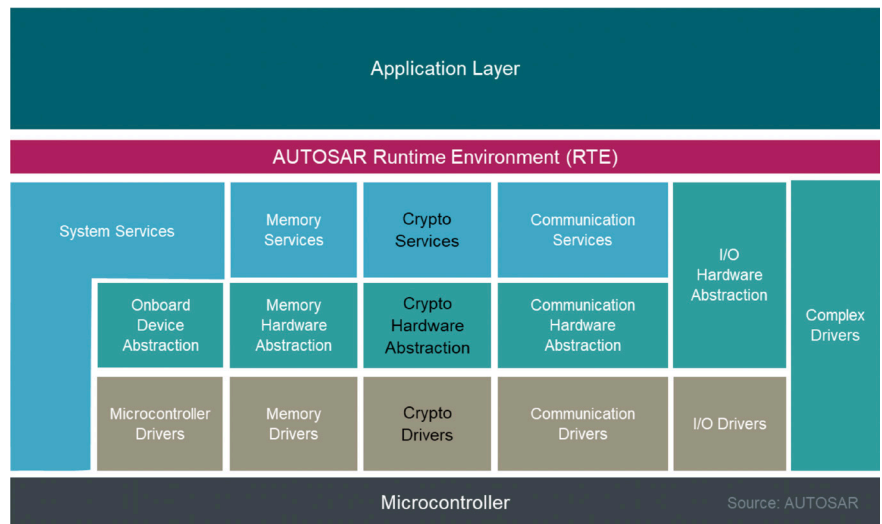 Application Layer
AUTOSAR Runtime Environment (RTE)
System Services
Memory
Services
Crypto
Services
Communication
Services
I/O
Hardware
Abstraction
Complex
Drivers
Onboard
Device
Abstraction
Memory
Hardware
Abstraction
Crypto
Hardware
Abstraction
Communication
Hardware
Abstraction
Microcontroller
Drivers
Memory
Drivers
Crypto
Drivers
Communication
Drivers
I/O Drivers
Microcontroller
Source: AUTOSAR